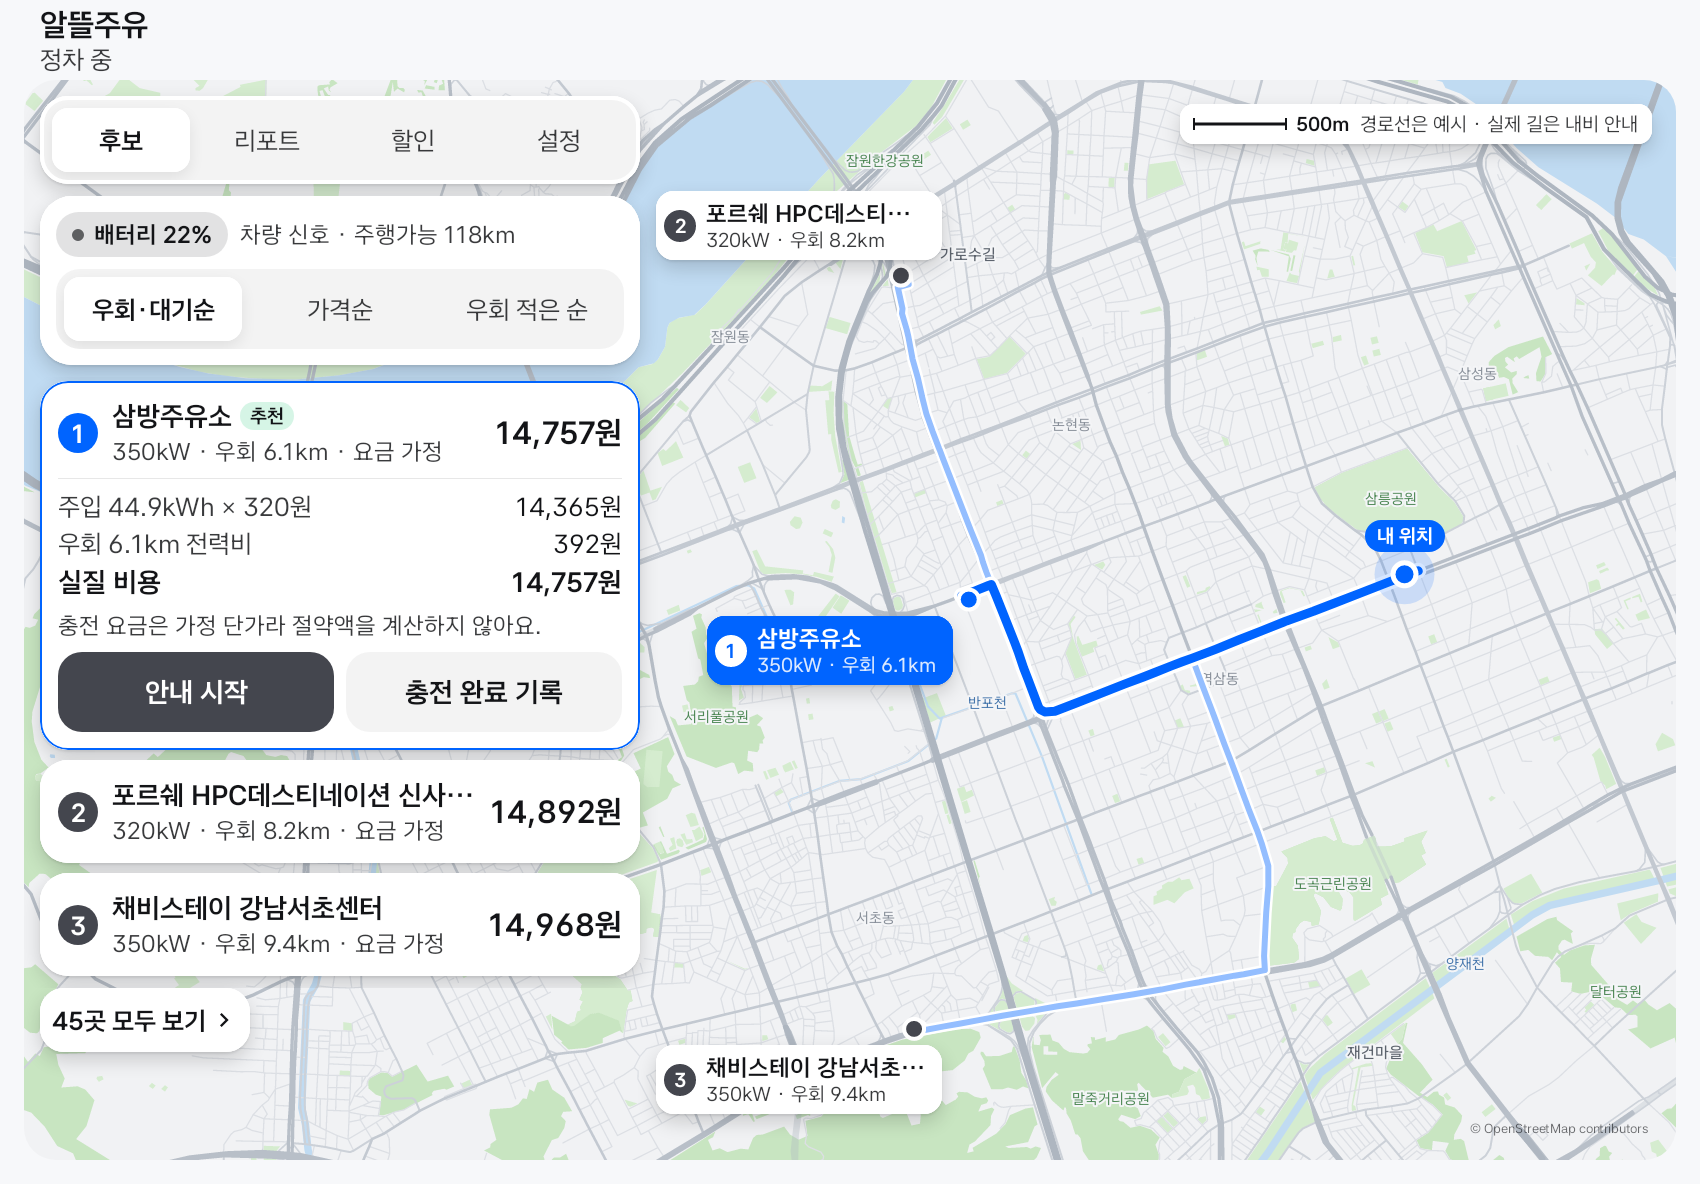 알뜰주유
정차 중
후보 리포트 할인 설정
배터리 22% 차량 신호 · 주행가능 118km
우회·대기순 가격순 우회 적은 순
1 삼방주유소 추천 14,757원
350kW · 우회 6.1km · 요금 가정
주입 44.9kWh × 320원 14,365원
우회 6.1km 전력비 392원
실질 비용 14,757원
충전 요금은 가정 단가라 절약액을 계산하지 않아요.
안내 시작 충전 완료 기록
2 포르쉐 HPC데스티네이션 신사··· 14,892원
320kW · 우회 8.2km · 요금 가정
3 채비스테이 강남서초센터 14,968원
350kW · 우회 9.4km · 요금 가정
45곳 모두 보기
500m 경로선은 예시 · 실제 길은 내비 안내
잠원한강공원
2 포르쉐 HPC데스티···
320kW · 우회 8.2km
가로수길
잠원동
삼성동
논현동
삼릉공원
내 위치
1 삼방주유소
350kW · 우회 6.1km
역삼동
반포천
서리풀공원
도곡근린공원
서초동
양재천
달터공원
3 채비스테이 강남서초···
350kW · 우회 9.4km
재건마을
말죽거리공원
© OpenStreetMap contributors